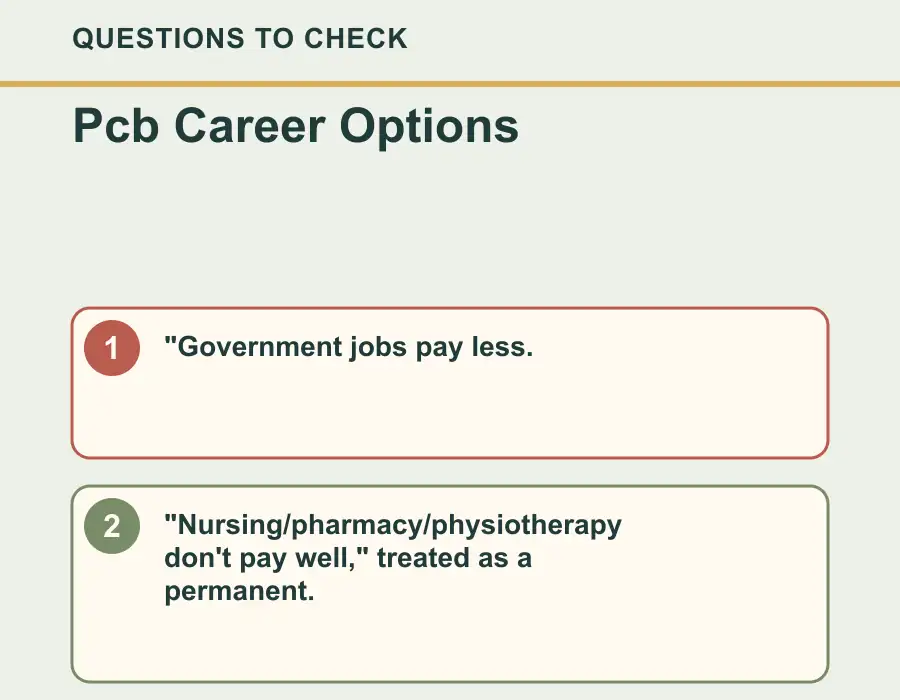 QUESTIONS TO CHECK
Pcb Career Options
1
"Government jobs pay less.
2
"Nursing/pharmacy/physiotherapy
don't pay well," treated as a
permanent.